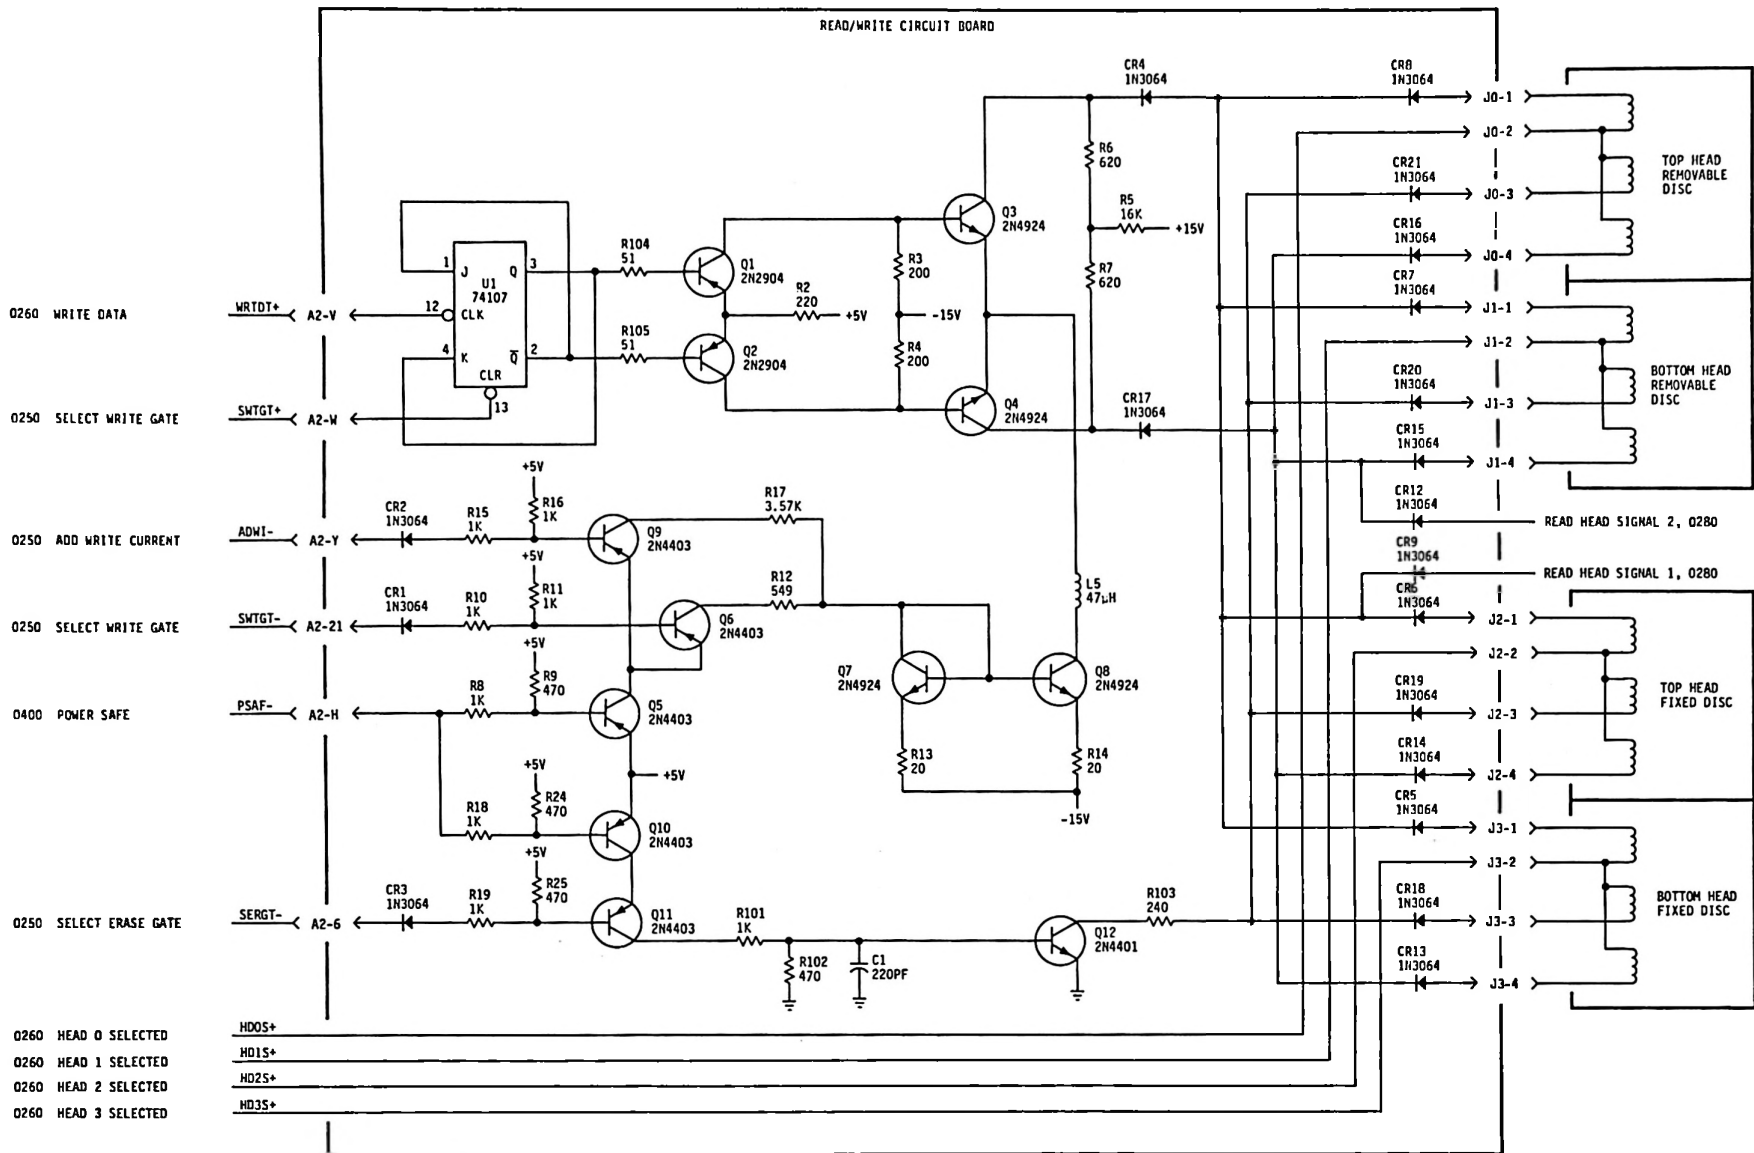 READ/WRITE CIRCUIT BOARD
CR4
1N3064
CR8
1N3064
J0-1
J0-2
R6
620
CR21
1N3064
J0-3
TOP HEAD
REMOVABLE
DISC
R5
16K
+15V
CR16
1N3064
J0-4
Q3
2N4924
R104
51
Q1
2N2904
R3
200
R7
620
CR7
1N3064
J1-1
1
J
Q
3
U1
74107
R2
220
+5V
-15V
0260 WRITE DATA
WRTDT+
A2-V
12
CLK
R105
51
Q2
2N2904
R4
200
J1-2
4
K
Q
2
CLR
13
CR20
1N3064
J1-3
BOTTOM HEAD
REMOVABLE
DISC
0250 SELECT WRITE GATE
SWTGT+
A2-W
Q4
2N4924
CR17
1N3064
CR15
1N3064
J1-4
+5V
R16
1K
R17
3.57K
CR12
1N3064
READ HEAD SIGNAL 2, 0280
CR2
1N3064
R15
1K
0250 ADD WRITE CURRENT
ADWI-
A2-Y
Q9
2N4403
+5V
R11
1K
CR9
1N3064
READ HEAD SIGNAL 1, 0280
R12
549
L5
47µH
CR1
1N3064
R10
1K
CR6
1N3064
J2-1
0250 SELECT WRITE GATE
SWTGT-
A2-21
Q6
2N4403
+5V
R9
470
J2-2
Q7
2N4924
Q8
2N4924
R8
1K
CR19
1N3064
J2-3
TOP HEAD
FIXED DISC
0400 POWER SAFE
PSAF-
A2-H
Q5
2N4403
R13
20
R14
20
CR14
1N3064
J2-4
+5V
+5V
R24
470
R18
1K
-15V
CR5
1N3064
J3-1
Q10
2N4403
J3-2
+5V
R25
470
CR3
1N3064
R19
1K
0250 SELECT ERASE GATE
SERGT-
A2-6
Q11
2N4403
R101
1K
R103
240
CR18
1N3064
J3-3
BOTTOM HEAD
FIXED DISC
Q12
2N4401
R102
470
C1
220PF
CR13
1N3064
J3-4
0260 HEAD 0 SELECTED
HD0S+
0260 HEAD 1 SELECTED
HD1S+
0260 HEAD 2 SELECTED
HD2S+
0260 HEAD 3 SELECTED
HD3S+